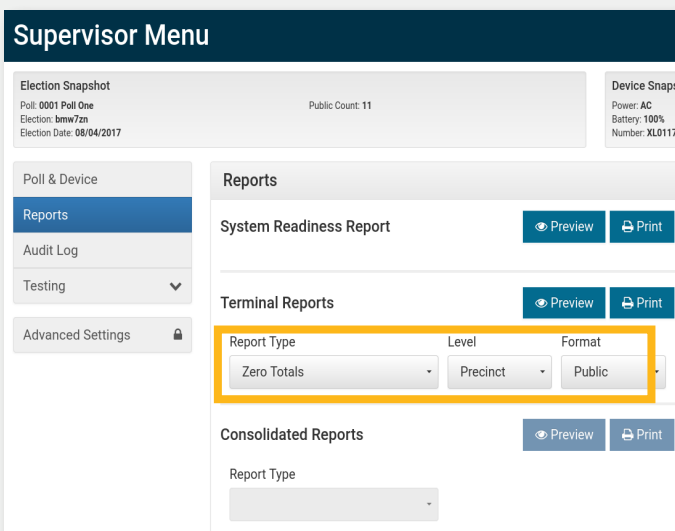 Supervisor Menu
Election Snapshot
Poll: 0001 Poll One
Public Count: 11
Election: bmw7zn
Election Date: 08/04/2017
Device Snaps
Power: AC
Battery: 100%
Number: XL0117
Poll & Device
Reports
Audit Log
Testing
Advanced Settings
Reports
System Readiness Report
Preview
Print
Terminal Reports
Preview
Print
Report Type
Level
Format
Zero Totals
Precinct
Public
Consolidated Reports
Preview
Print
Report Type